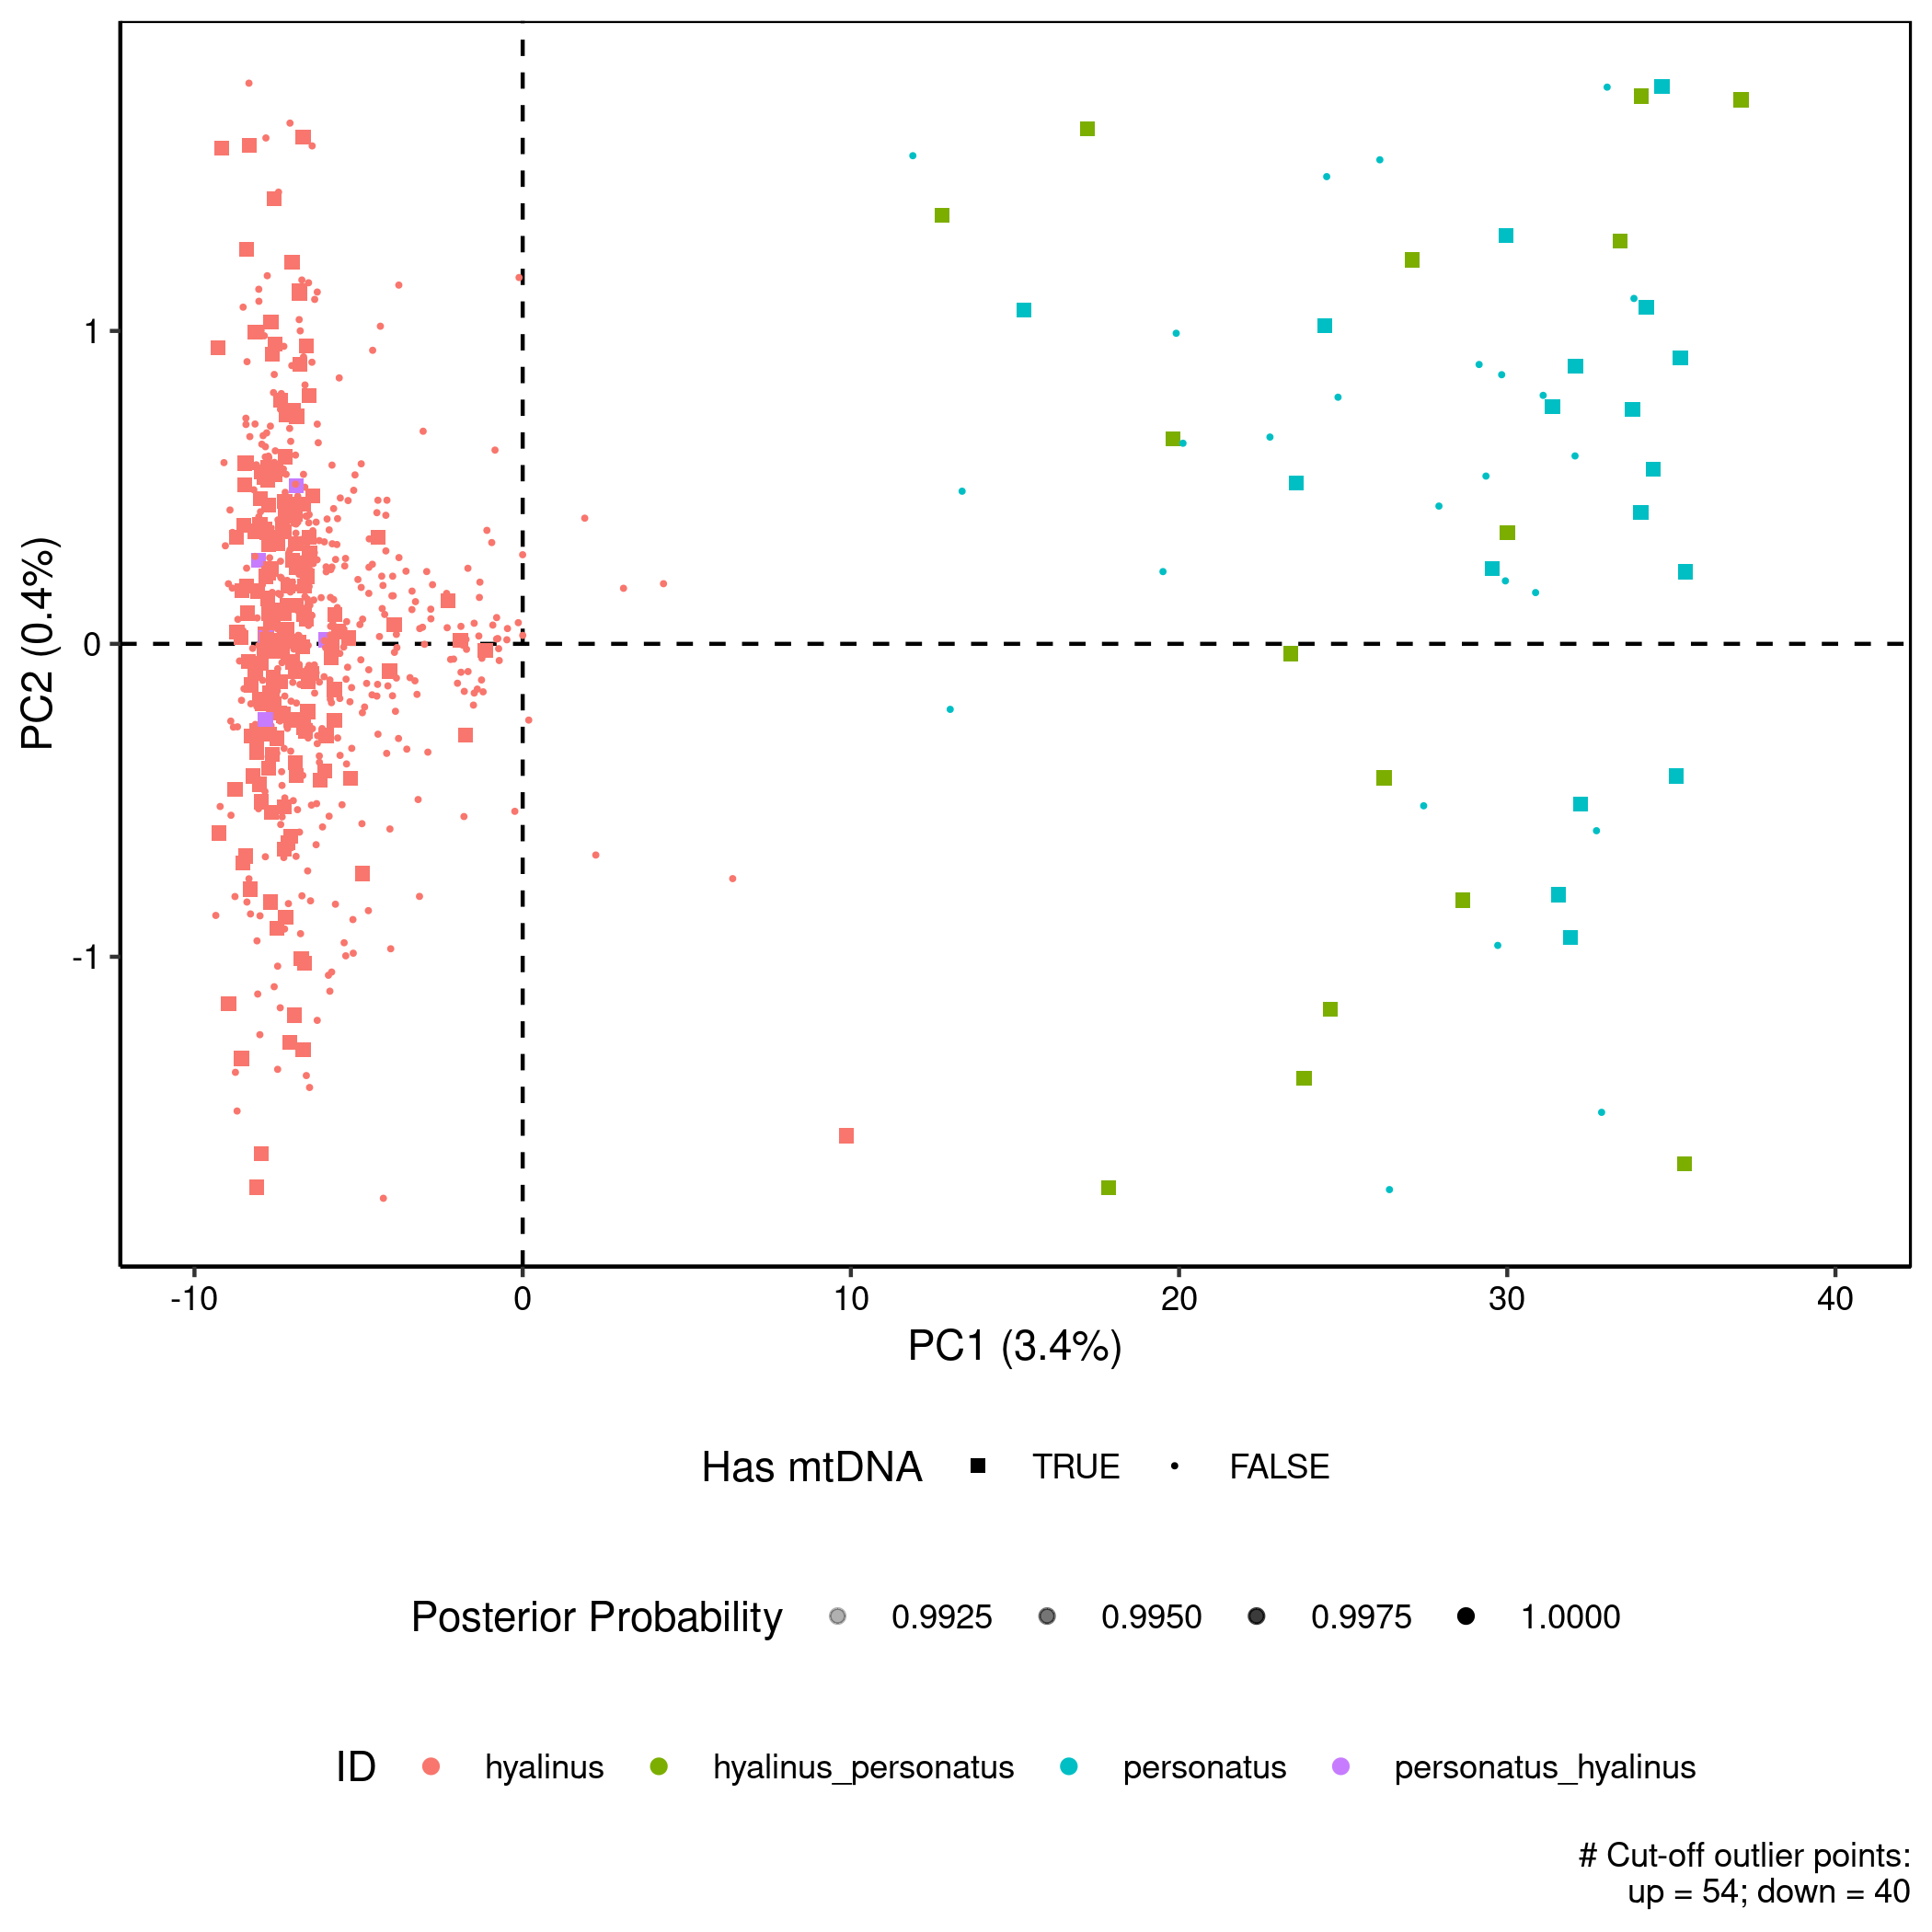 PC2 (0.4%)
1
0
-1
-10 0 10 20 30 40
PC1 (3.4%)
Has mtDNA TRUE FALSE
Posterior Probability 0.9925 0.9950 0.9975 1.0000
ID hyalinus hyalinus_personatus personatus personatus_hyalinus
# Cut-off outlier points:
up = 54; down = 40